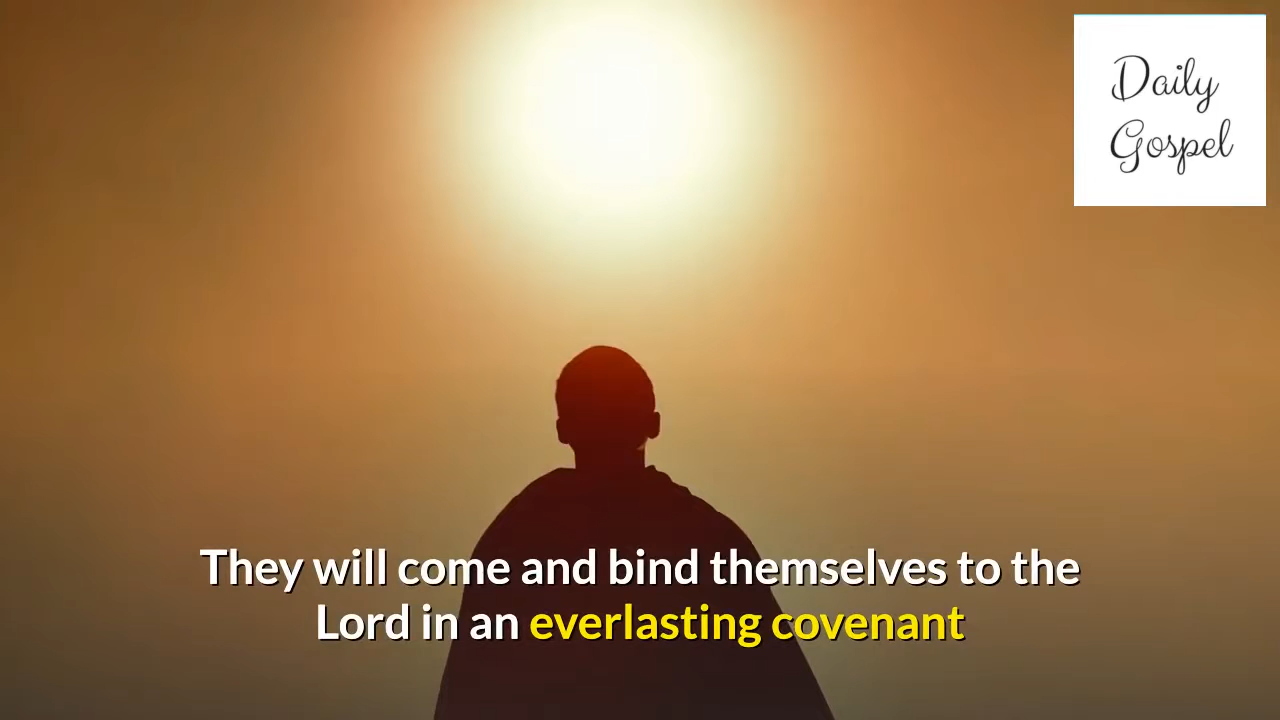 Daily
Gospel
They will come and bind themselves to the
Lord in an everlasting covenant